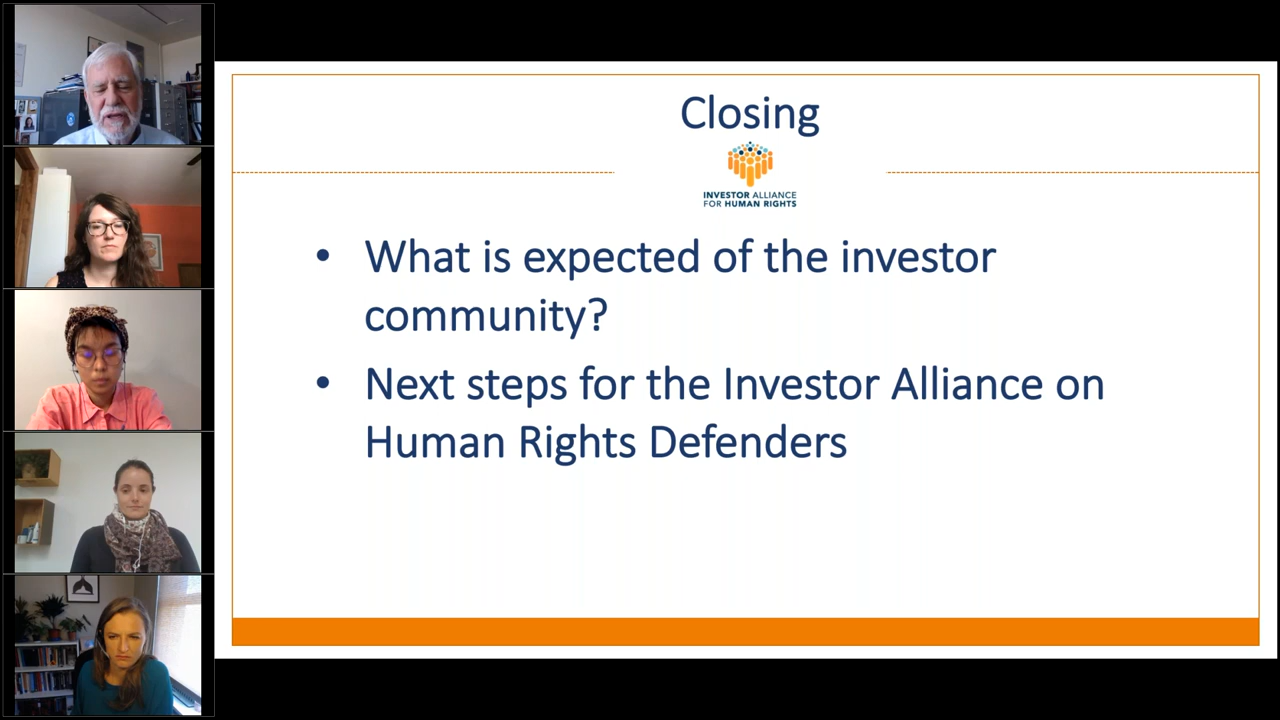 Closing
INVESTOR ALLIANCE
FOR HUMAN RIGHTS
• What is expected of the investor
community?
• Next steps for the Investor Alliance on
Human Rights Defenders